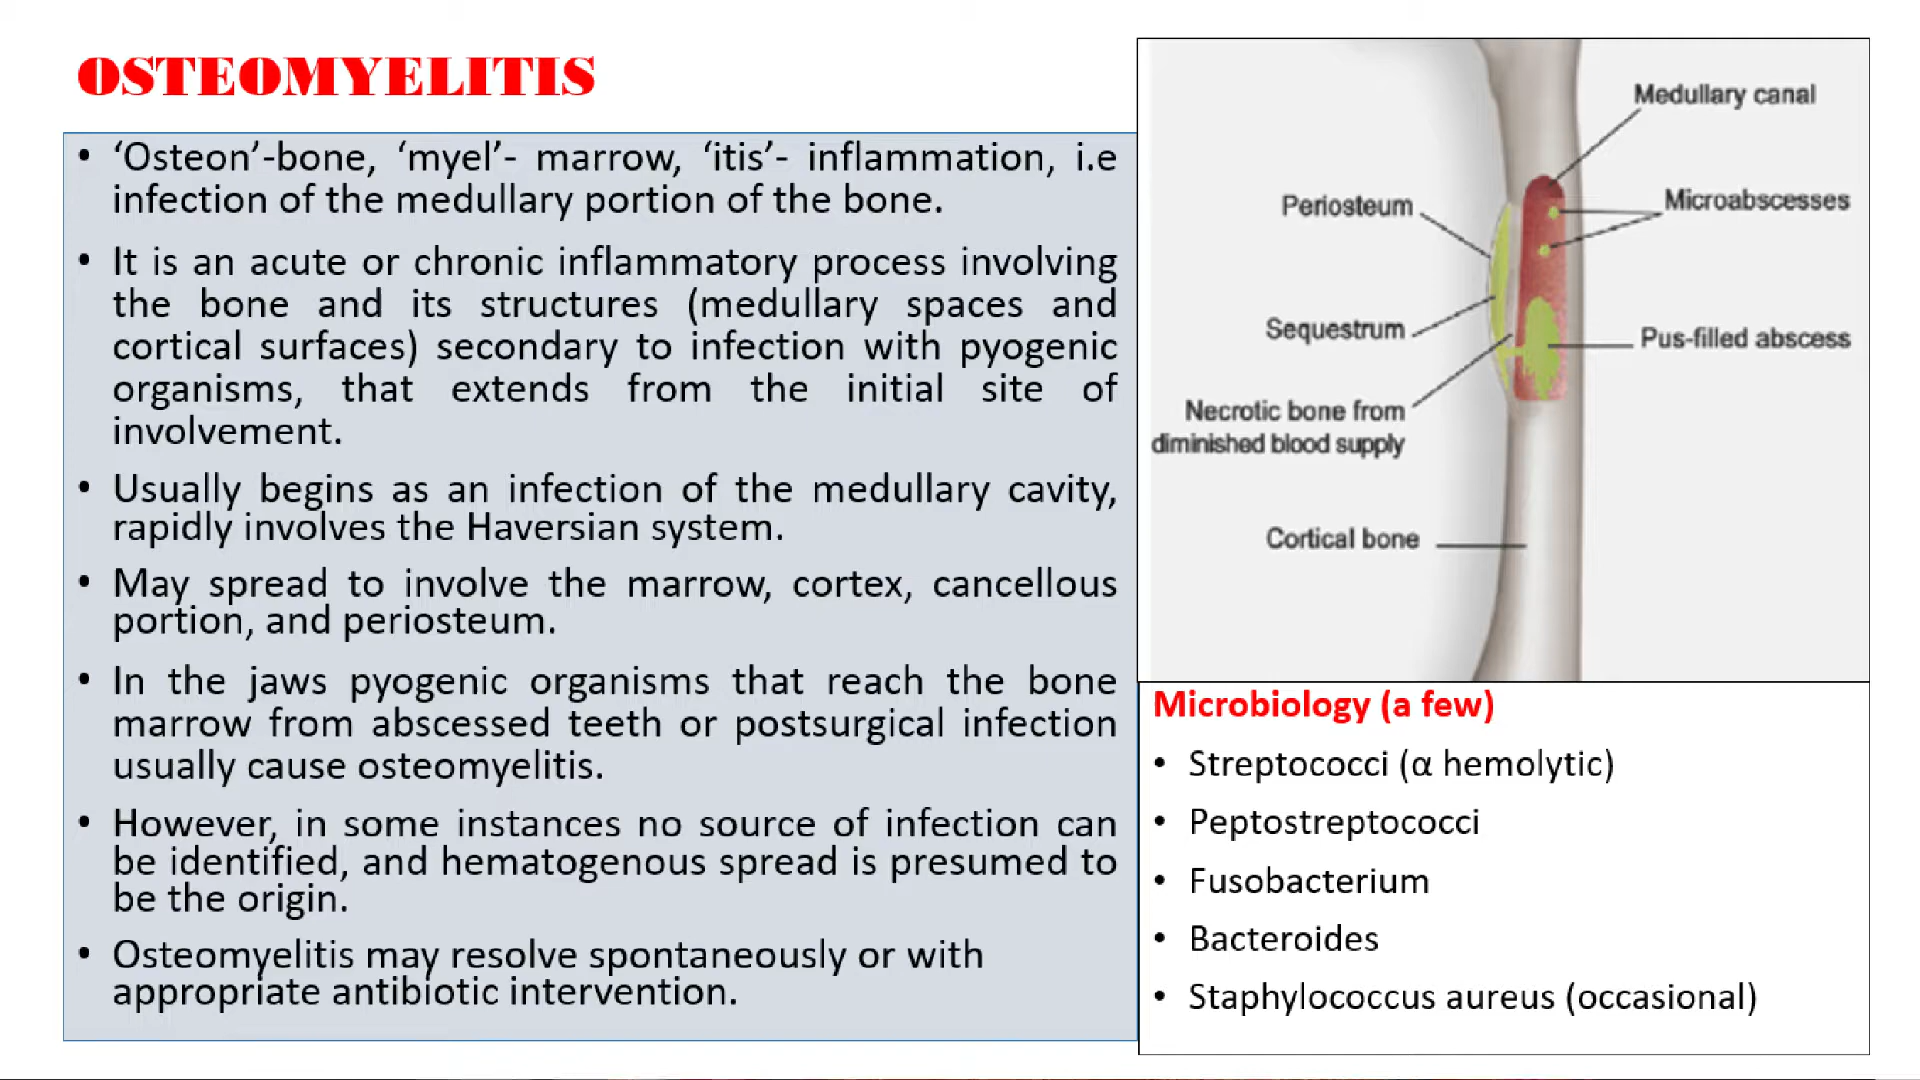 OSTEOMYELITIS
• ‘Osteon’-bone, ‘myel’- marrow, ‘itis’- inflammation, i.e
infection of the medullary portion of the bone.
• It is an acute or chronic inflammatory process involving
the bone and its structures (medullary spaces and
cortical surfaces) secondary to infection with pyogenic
organisms, that extends from the initial site of
involvement.
• Usually begins as an infection of the medullary cavity,
rapidly involves the Haversian system.
• May spread to involve the marrow, cortex, cancellous
portion, and periosteum.
• In the jaws pyogenic organisms that reach the bone
marrow from abscessed teeth or postsurgical infection
usually cause osteomyelitis.
• However, in some instances no source of infection can
be identified, and hematogenous spread is presumed to
be the origin.
• Osteomyelitis may resolve spontaneously or with
appropriate antibiotic intervention.
Medullary canal
Microabscesses
Periosteum
Sequestrum
Pus-filled abscess
Necrotic bone from
diminished blood supply
Cortical bone
Microbiology (a few)
• Streptococci (α hemolytic)
• Peptostreptococci
• Fusobacterium
• Bacteroides
• Staphylococcus aureus (occasional)